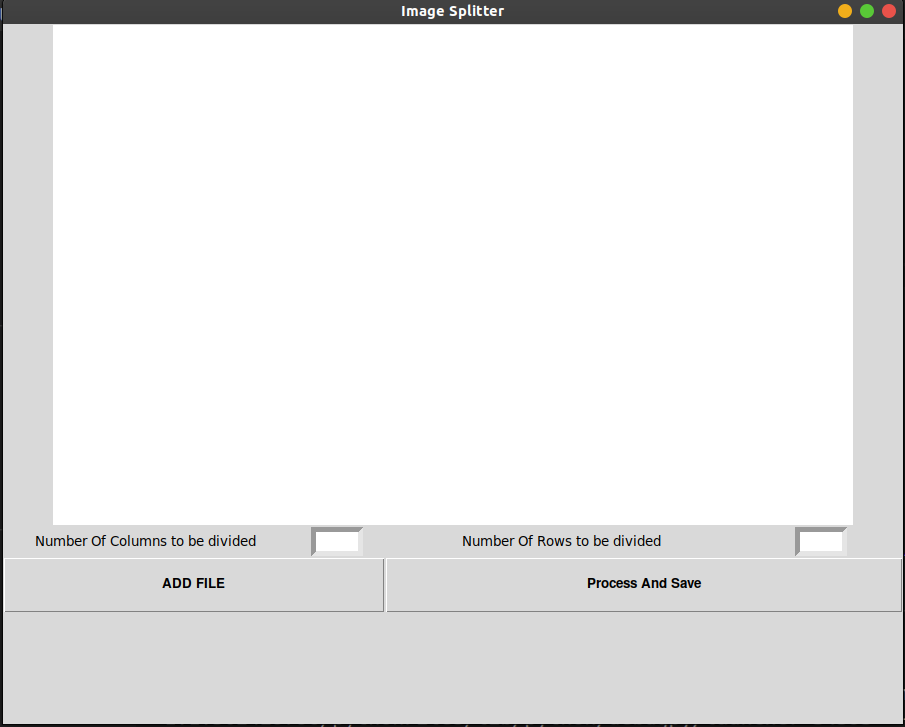 Image Splitter
Number Of Columns to be divided
Number Of Rows to be divided
ADD FILE
Process And Save